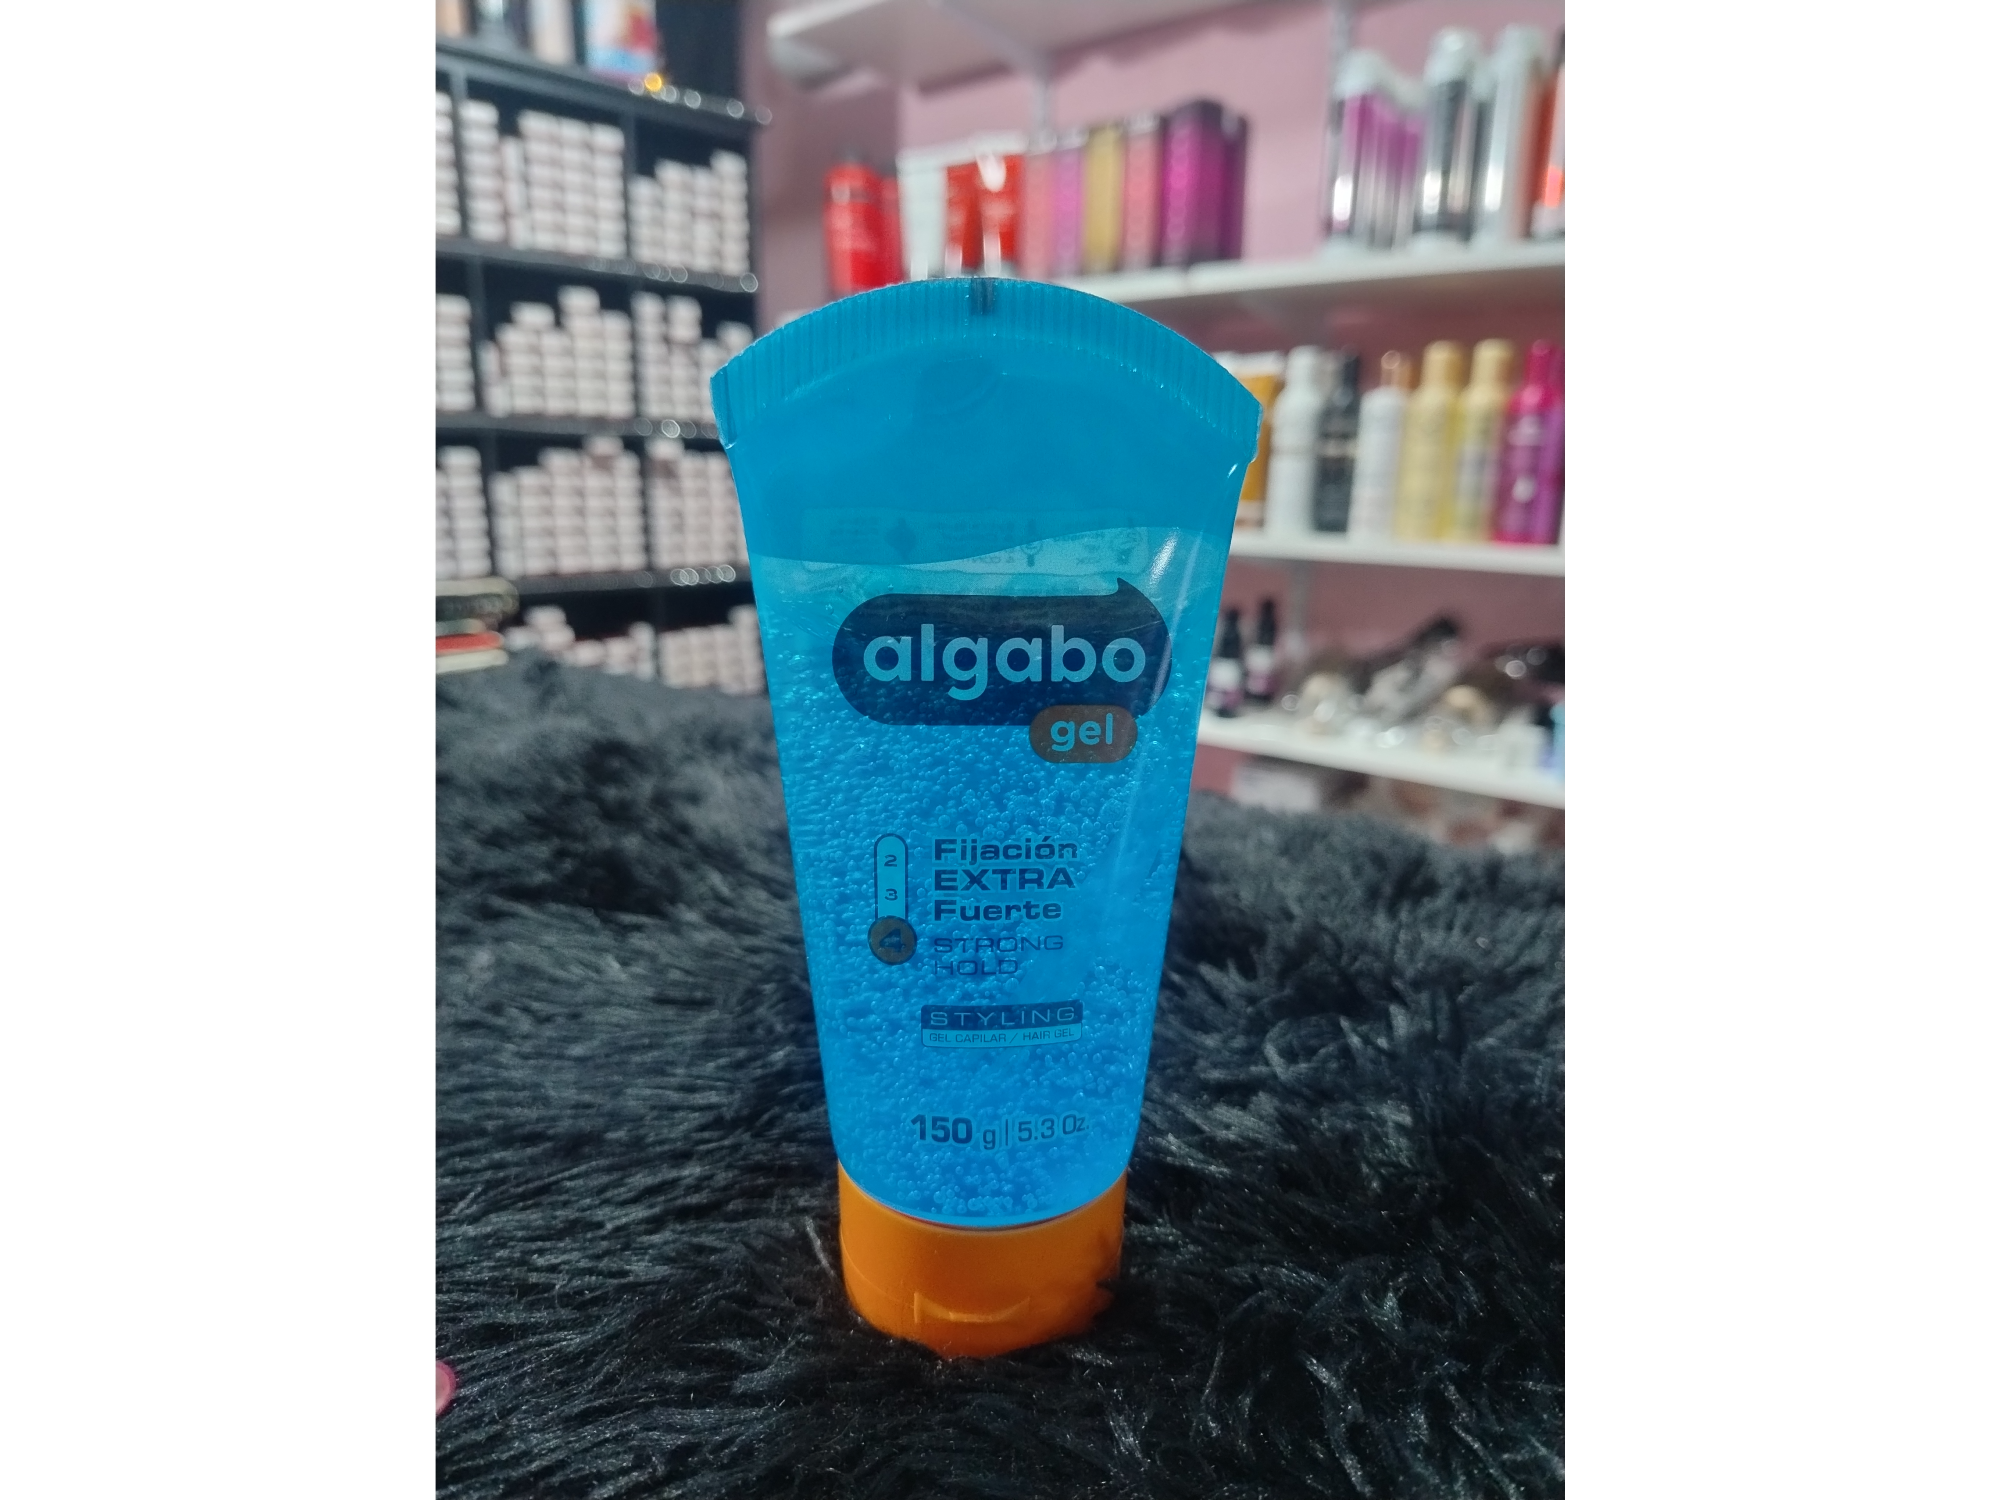 algabo
gel
2
3
4
Fijación
EXTRA
Fuerte
STRONG
HOLD
STYLING
GEL CAPILAR / HAIR GEL
150 g | 5.3 Oz.